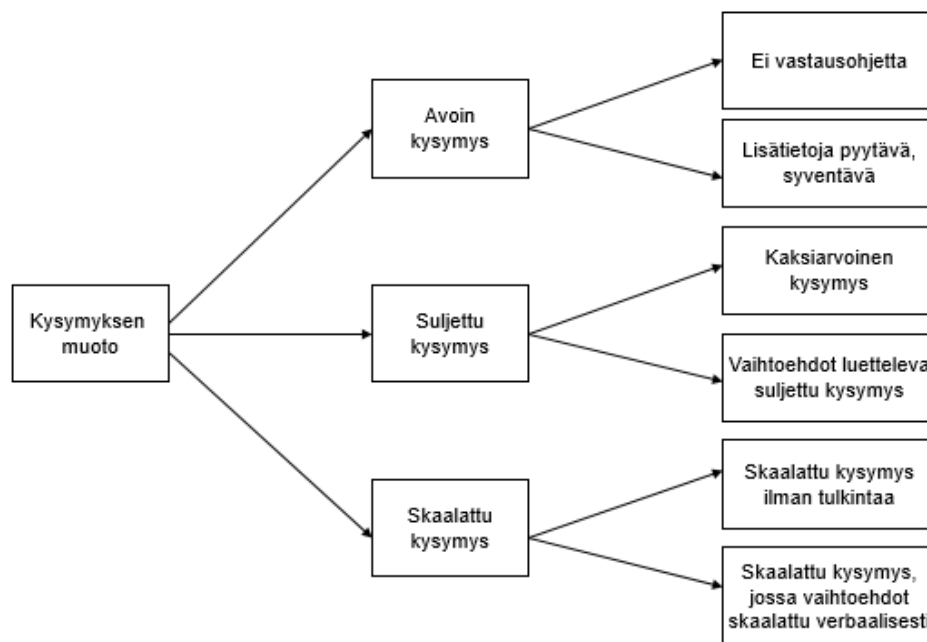 Kysymyksen
muoto
Avoin
kysymys
Ei vastausohjetta
Lisätietoja pyytävä,
syventävä
Suljettu
kysymys
Kaksiarvoinen
kysymys
Vaihtoehdot luetteleva
suljettu kysymys
Skaalattu
kysymys
Skaalattu kysymys
ilman tulkintaa
Skaalattu kysymys,
jossa vaihtoehdot
skaalattu verbaalisesti